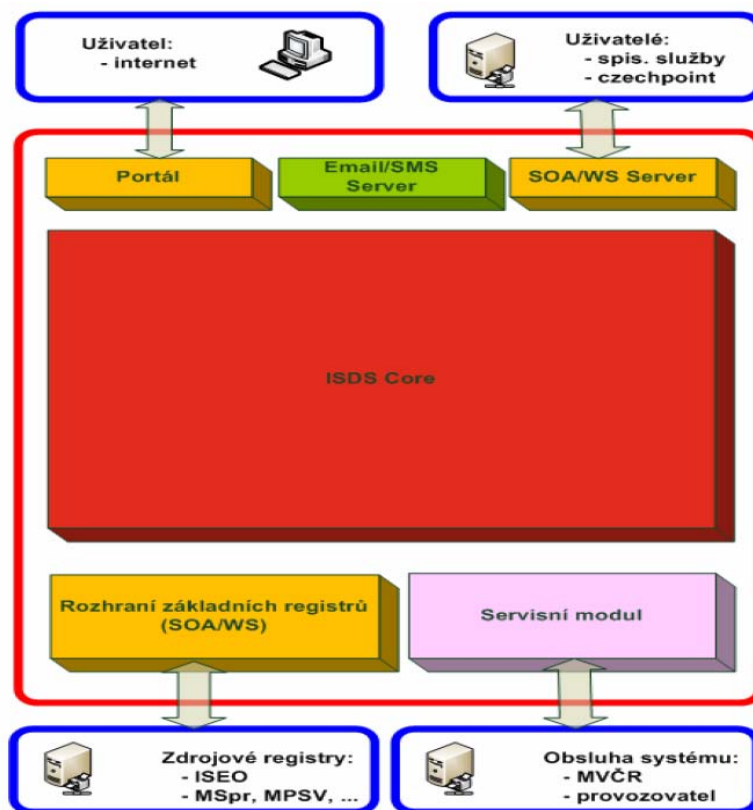 Uživatel:
- internet
Uživatelé:
- spis. služby
- czechpoint
Portál
Email/SMS
Server
SOA/WS Server
ISDS Core
Rozhraní základních registrů
(SOA/WS)
Servisní modul
Zdrojové registry:
- ISEO
- MSpr, MPSV, ...
Obsluha systému:
- MVČR
- provozovatel